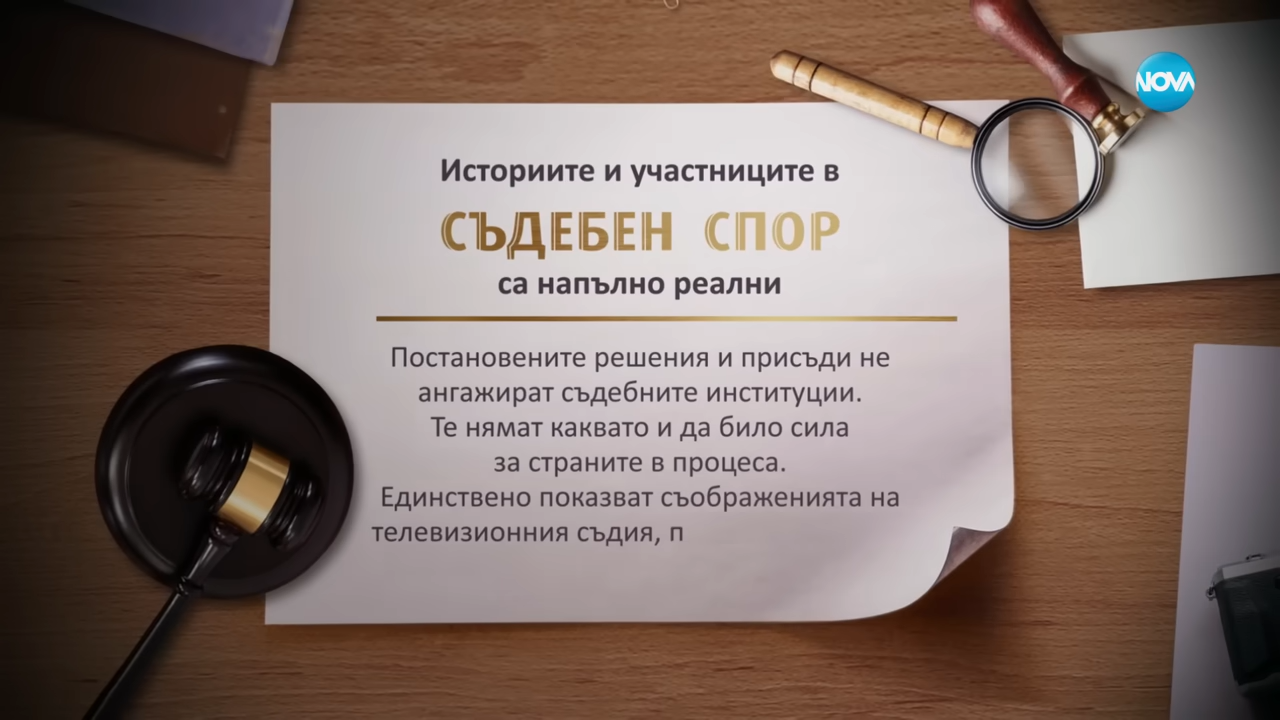 NOVA
Историите и участниците в
СЪДЕБЕН СПОР
са напълно реални
Постановените решения и присъди не
ангажират съдебните институции.
Те нямат каквато и да било сила
за страните в процеса.
Единствено показват съображенията на
телевизионния съдия, п